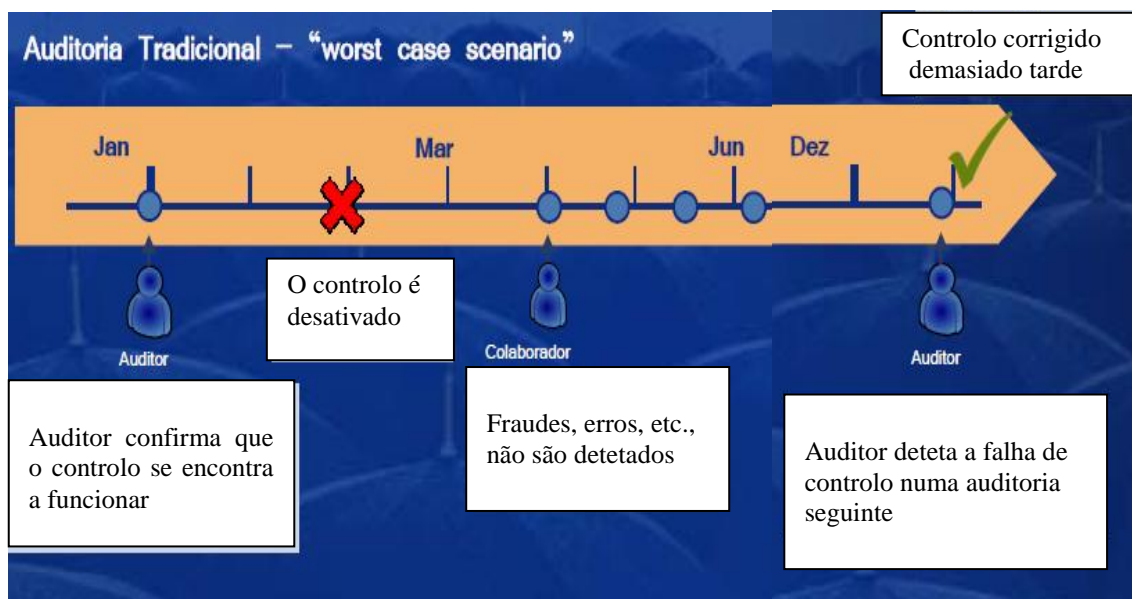 Auditoria Tradicional – “worst case scenario”
Controlo corrigido
demasiado tarde
Jan
Mar
Jun
Dez
O controlo é
desativado
Auditor
Colaborador
Auditor
Auditor confirma que
o controlo se encontra
a funcionar
Fraudes, erros, etc.,
não são detetados
Auditor deteta a falha de
controlo numa auditoria
seguinte